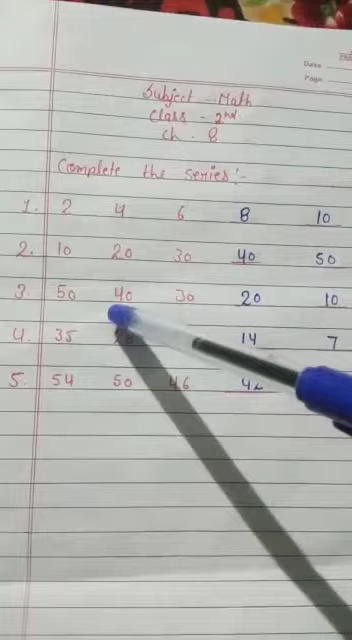 Date
Page
Subject - Math
Class - 2nd
Ch - 8
Complete the series:-
1. 2 4 6 8 10
2. 10 20 30 40 50
3. 50 40 30 20 10
4. 35 28 14 7
5. 54 50 46 42